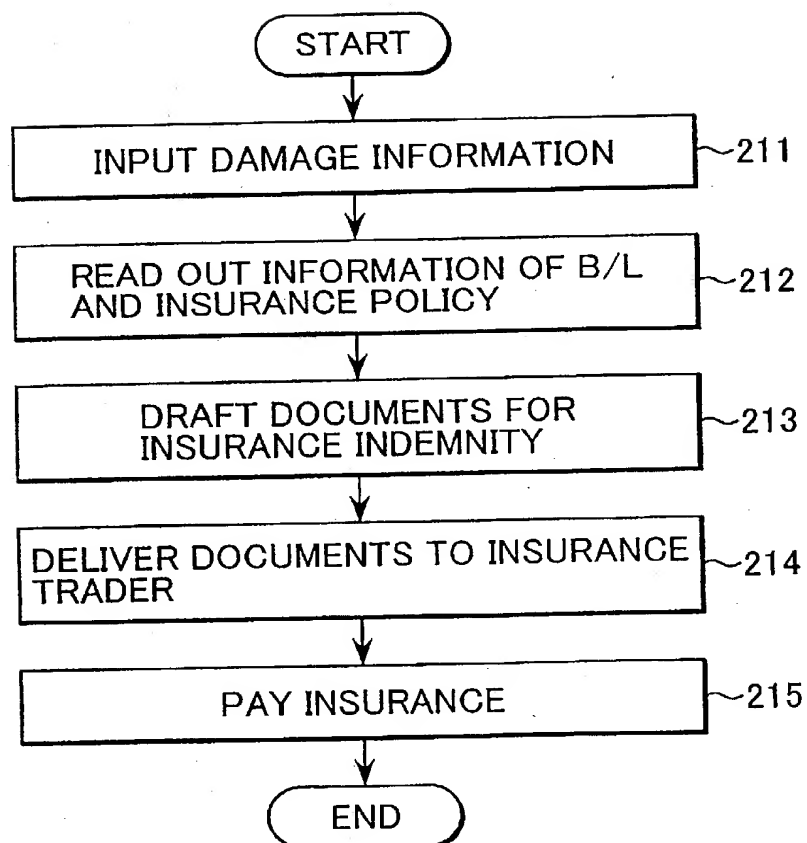 START
INPUT DAMAGE INFORMATION
211
READ OUT INFORMATION OF B/L
AND INSURANCE POLICY
212
DRAFT DOCUMENTS FOR
INSURANCE INDEMNITY
213
DELIVER DOCUMENTS TO INSURANCE
TRADER
214
PAY INSURANCE
215
END